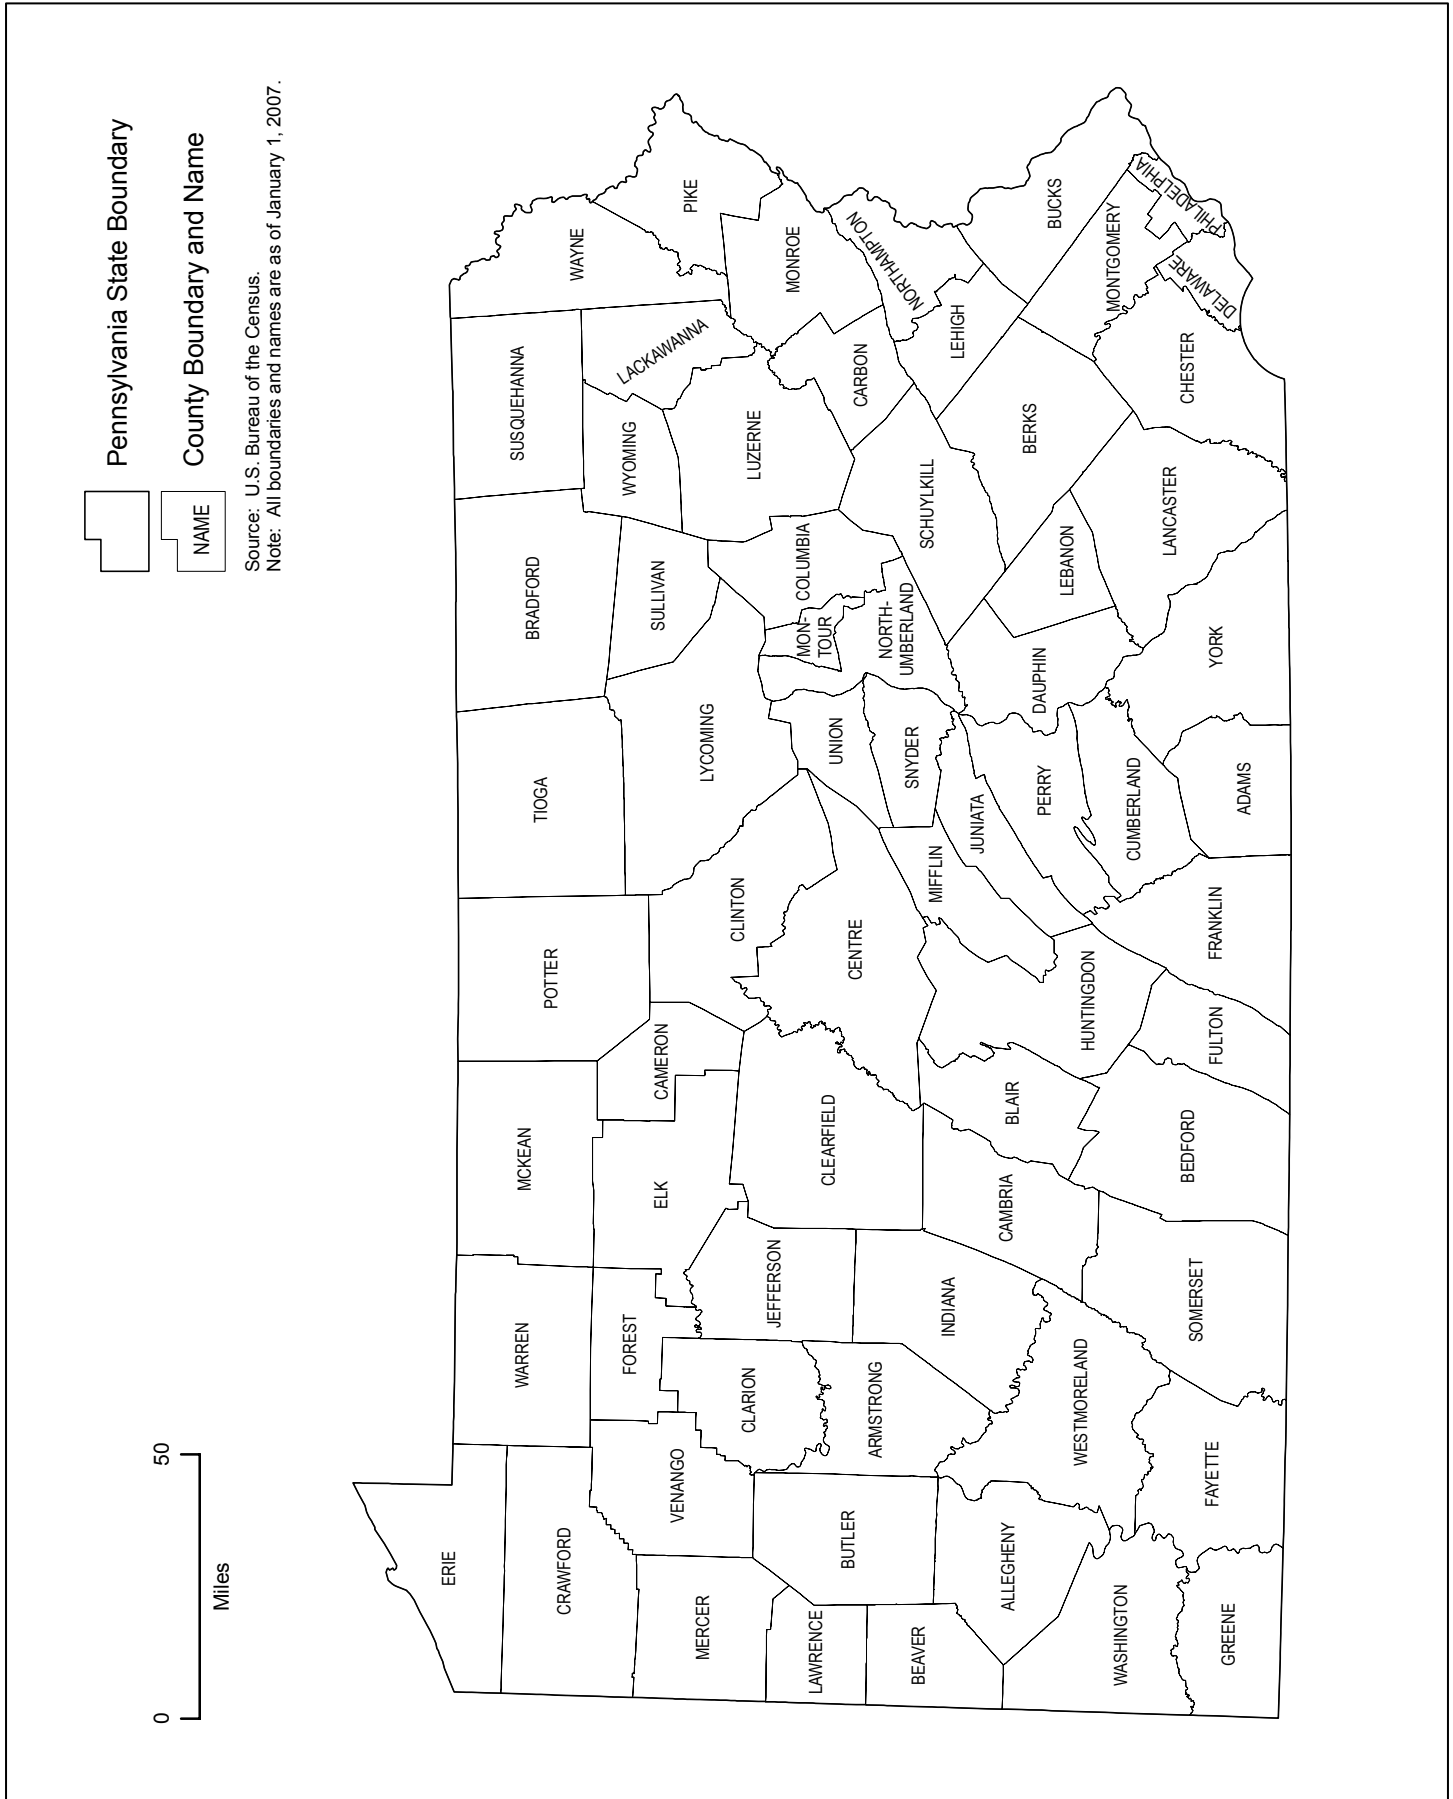 Pennsylvania State Boundary
NAME
County Boundary and Name
Source: U.S. Bureau of the Census.
Note: All boundaries and names are as of January 1, 2007.
0
50
Miles
ERIE
CRAWFORD
WARREN
MCKEAN
POTTER
TIOGA
BRADFORD
SUSQUEHANNA
WAYNE
MERCER
VENANGO
FOREST
ELK
CAMERON
CLINTON
LYCOMING
SULLIVAN
WYOMING
LACKAWANNA
PIKE
LAWRENCE
BUTLER
CLARION
JEFFERSON
CLEARFIELD
CENTRE
UNION
MON-
TOUR
COLUMBIA
LUZERNE
MONROE
BEAVER
ARMSTRONG
INDIANA
CAMBRIA
BLAIR
HUNTINGDON
MIFFLIN
JUNIATA
SNYDER
NORTH-
UMBERLAND
SCHUYLKILL
CARBON
NORTHAMPTON
LEHIGH
ALLEGHENY
WESTMORELAND
PERRY
DAUPHIN
LEBANON
BERKS
BUCKS
MONTGOMERY
PHILADELPHIA
WASHINGTON
GREENE
FAYETTE
SOMERSET
BEDFORD
FULTON
FRANKLIN
CUMBERLAND
ADAMS
YORK
LANCASTER
CHESTER
DELAWARE